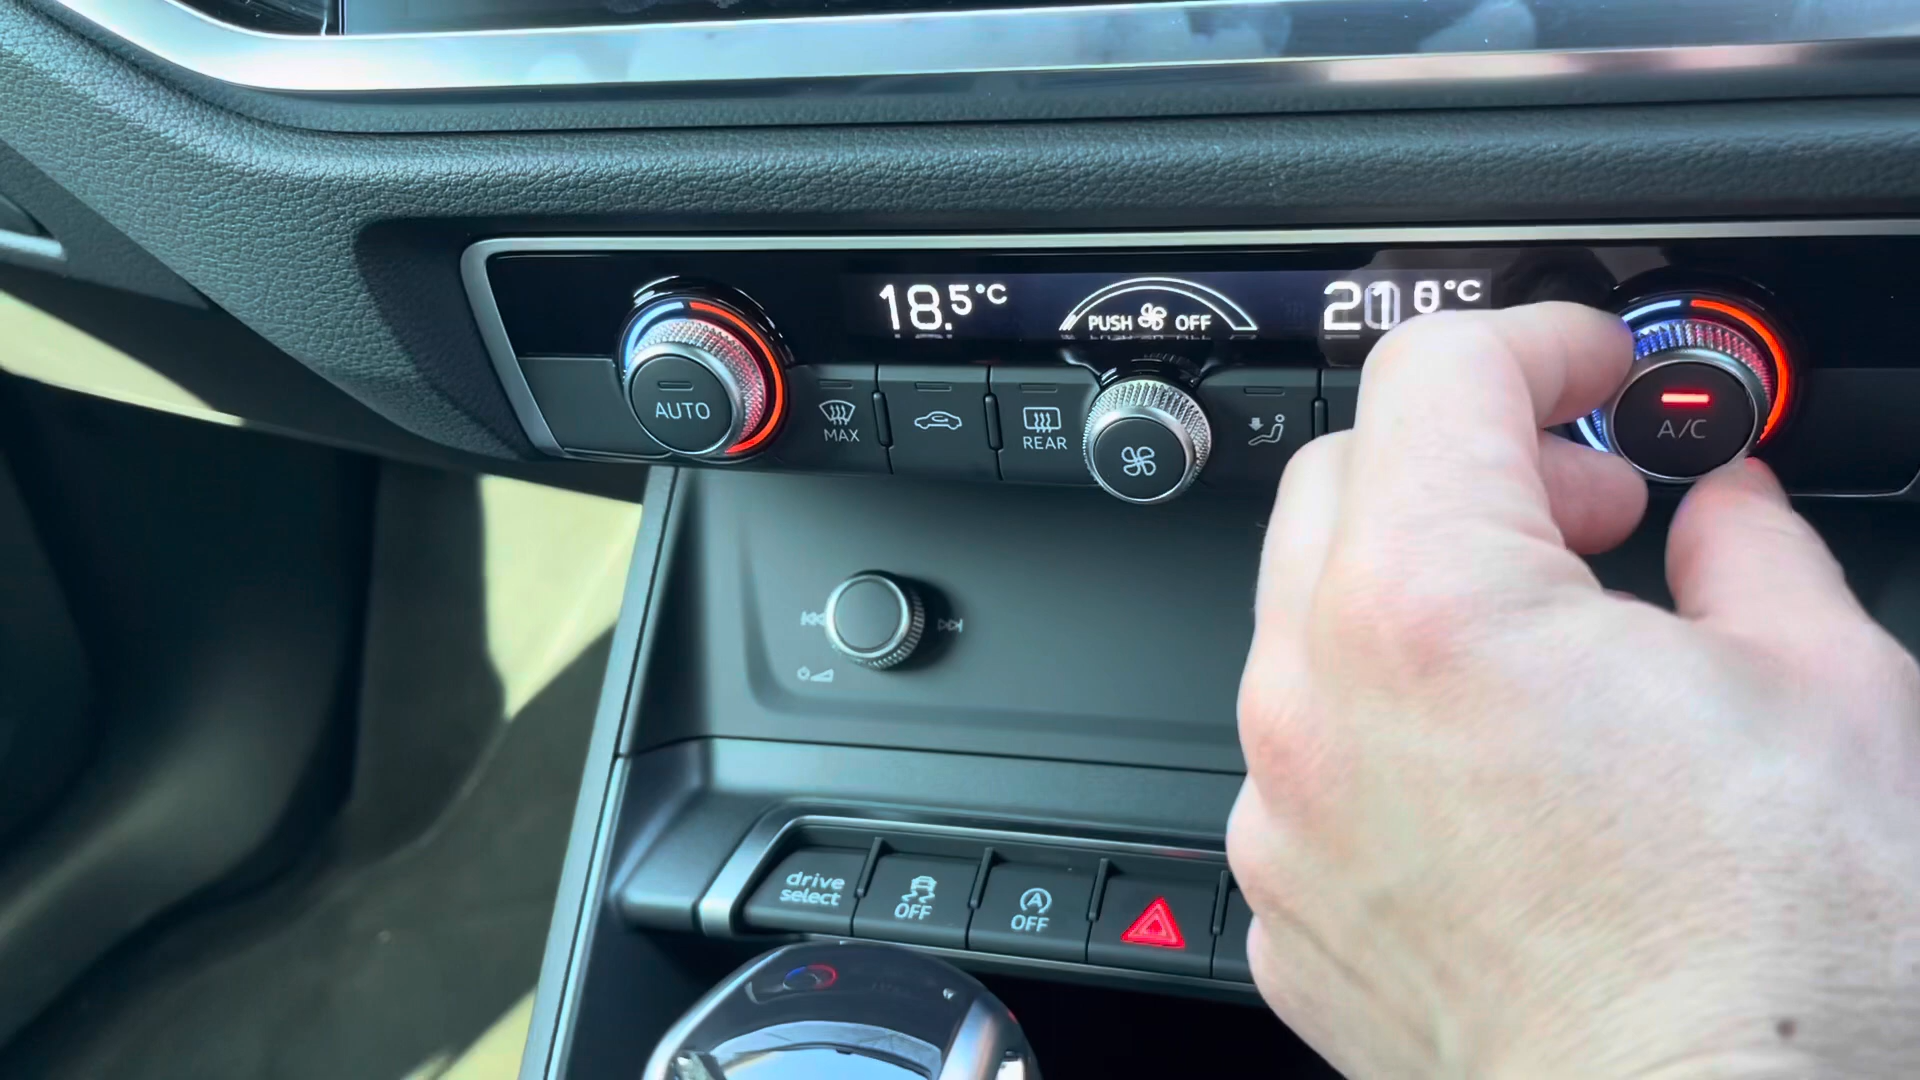 18.5°C
PUSH OFF
°C
AUTO
MAX
REAR
A/C
drive
select
OFF
A
OFF